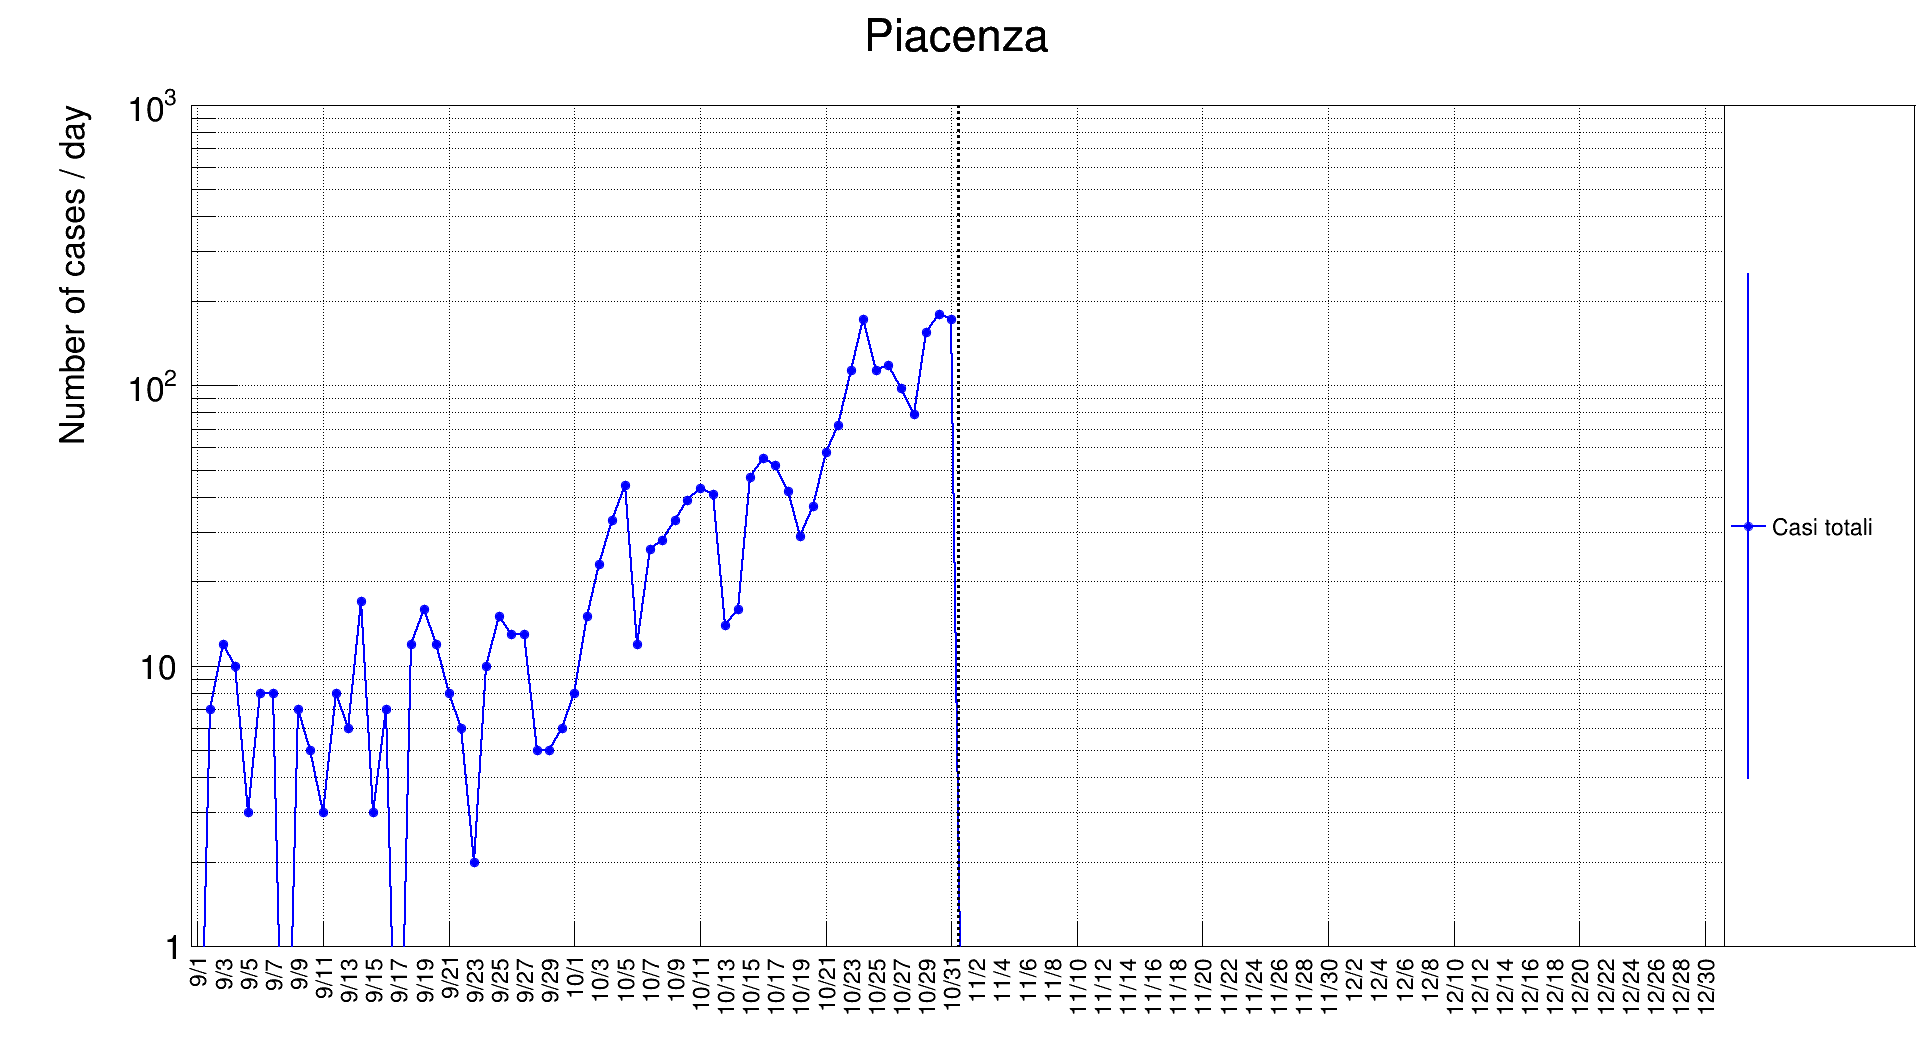 Piacenza
Number of cases / day
10³
10²
10
1
9/1 9/3 9/5 9/7 9/9 9/11 9/13 9/15 9/17 9/19 9/21 9/23 9/25 9/27 9/29 10/1 10/3 10/5 10/7 10/9 10/11 10/13 10/15 10/17 10/19 10/21 10/23 10/25 10/27 10/29 10/31 11/2 11/4 11/6 11/8 11/10 11/12 11/14 11/16 11/18 11/20 11/22 11/24 11/26 11/28 11/30 12/2 12/4 12/6 12/8 12/10 12/12 12/14 12/16 12/18 12/20 12/22 12/24 12/26 12/28 12/30
Casi totali